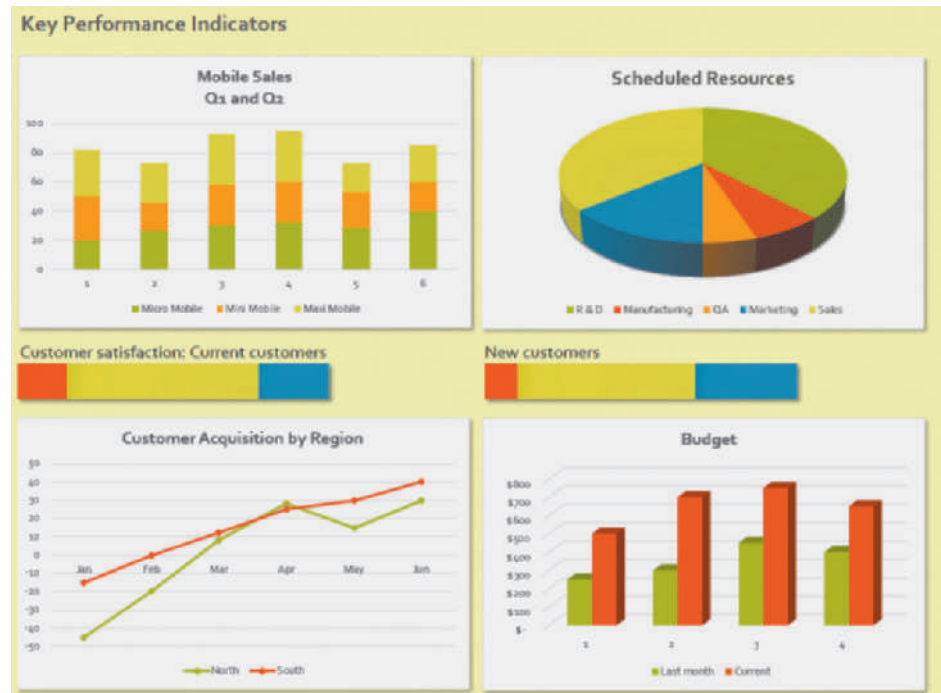 Key Performance Indicators
Mobile Sales
Q1 and Q2
100
80
60
40
20
0
1 2 3 4 5 6
Micro Mobile Mini Mobile Maxi Mobile
Scheduled Resources
R & D Manufacturing QA Marketing Sales
Customer satisfaction: Current customers
New customers
Customer Acquisition by Region
50
40
30
20
10
0
Jan Feb Mar Apr May Jun
-10
-20
-30
-40
-50
North South
Budget
$800
$700
$600
$500
$400
$300
$200
$100
$-
1 2 3 4
Last month Current